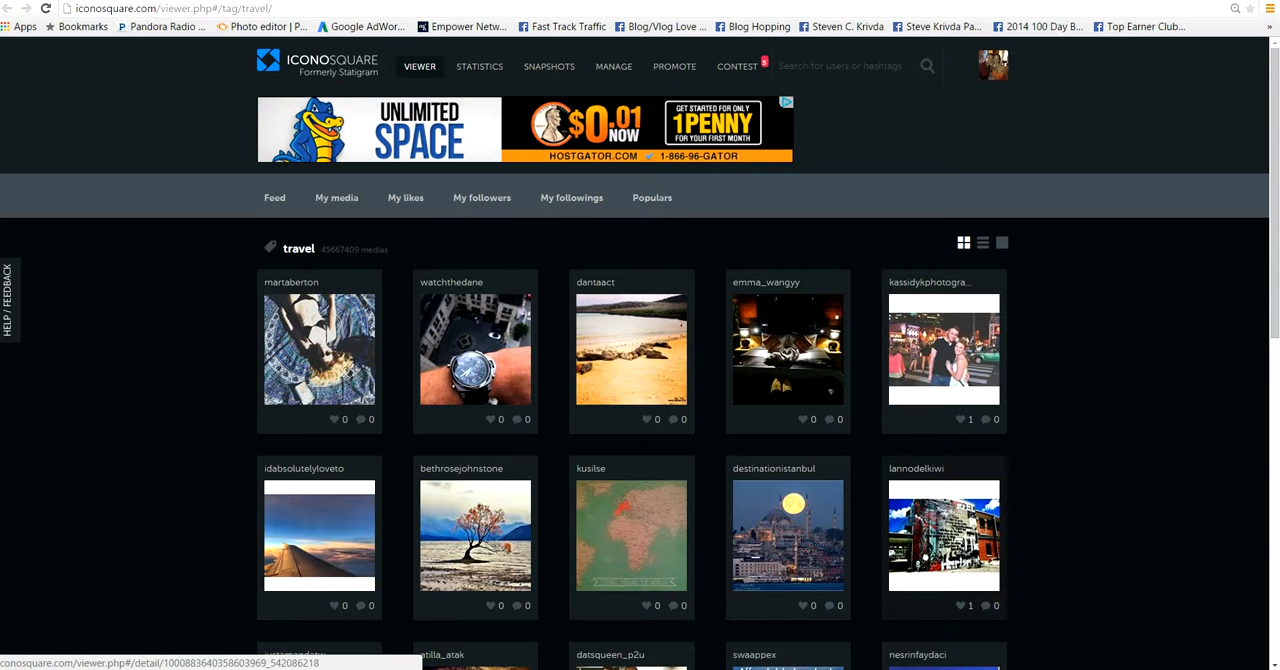 iconosquare.com/viewer.php#/tag/travel/
Apps Bookmarks Pandora Radio ... Photo editor | P... Google AdWor... Empower Netw... Fast Track Traffic Blog/Vlog Love ... Blog Hopping Steven C. Krivda Steve Krivda Pa... 2014 100 Day B... Top Earner Club... »
ICONOSQUARE
Formerly Statigram
VIEWER STATISTICS SNAPSHOTS MANAGE PROMOTE CONTEST 5 Search for users or hashtags
UNLIMITED
SPACE
$0.01
NOW
GET STARTED FOR ONLY
1PENNY
FOR YOUR FIRST MONTH
HOSTGATOR.COM 1-866-96-GATOR
Feed My media My likes My followers My followings Populars
HELP / FEEDBACK
travel 45667409 medias
martaberton watchthedane dantaact emma_wangyy kassidykphotogra...
0 0 0 0 0 0 0 0 1 0
idabsolutelyloveto bethrosejohnstone kusilse destinationistanbul lannodelkiwi
0 0 0 0 0 0 0 0 1 0
atilla_atak datsqueen_p2u swaappex nesrinfaydaci
conosquare.com/viewer.php#/detail/1000883640358603969_542086218